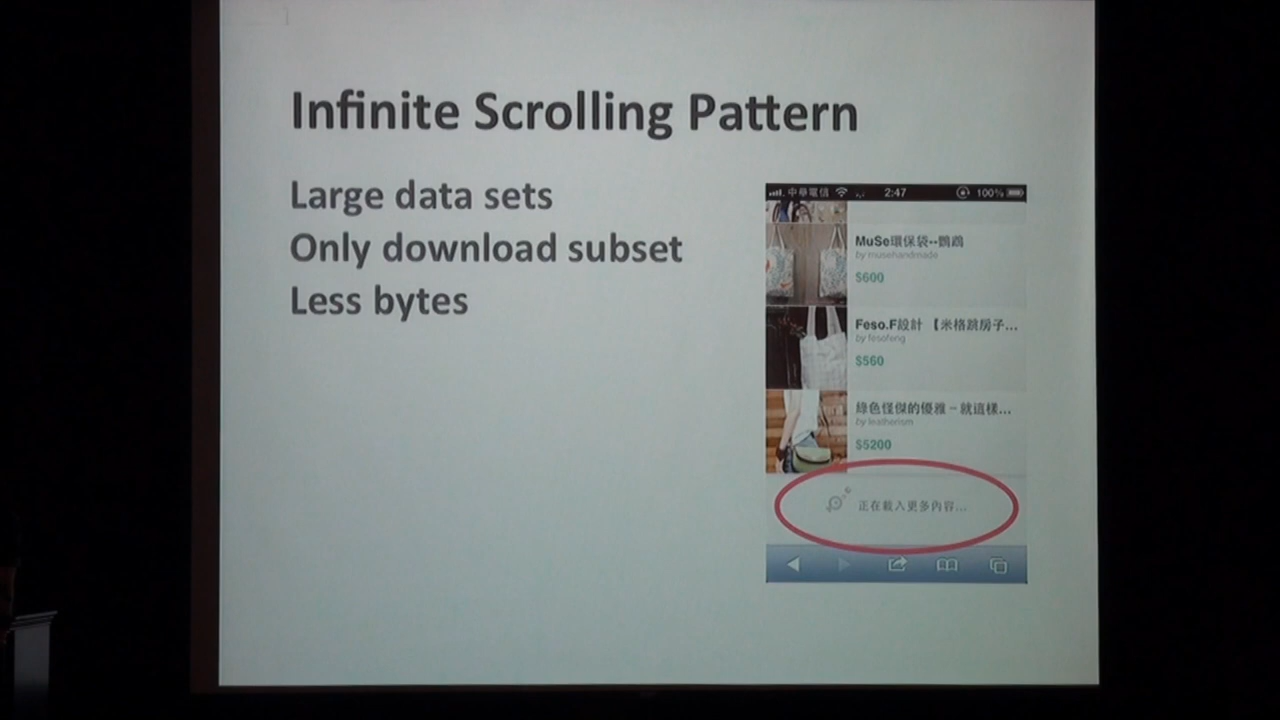 Infinite Scrolling Pattern
Large data sets
Only download subset
Less bytes
中華電信 2:47 100%
MuSe環保袋--鸚鵡
by musehandmade
$600
Feso.F設計 【米格跳房子...
by fesofeng
$560
綠色怪傑的優雅－就這樣...
by leatherism
$5200
正在載入更多內容...